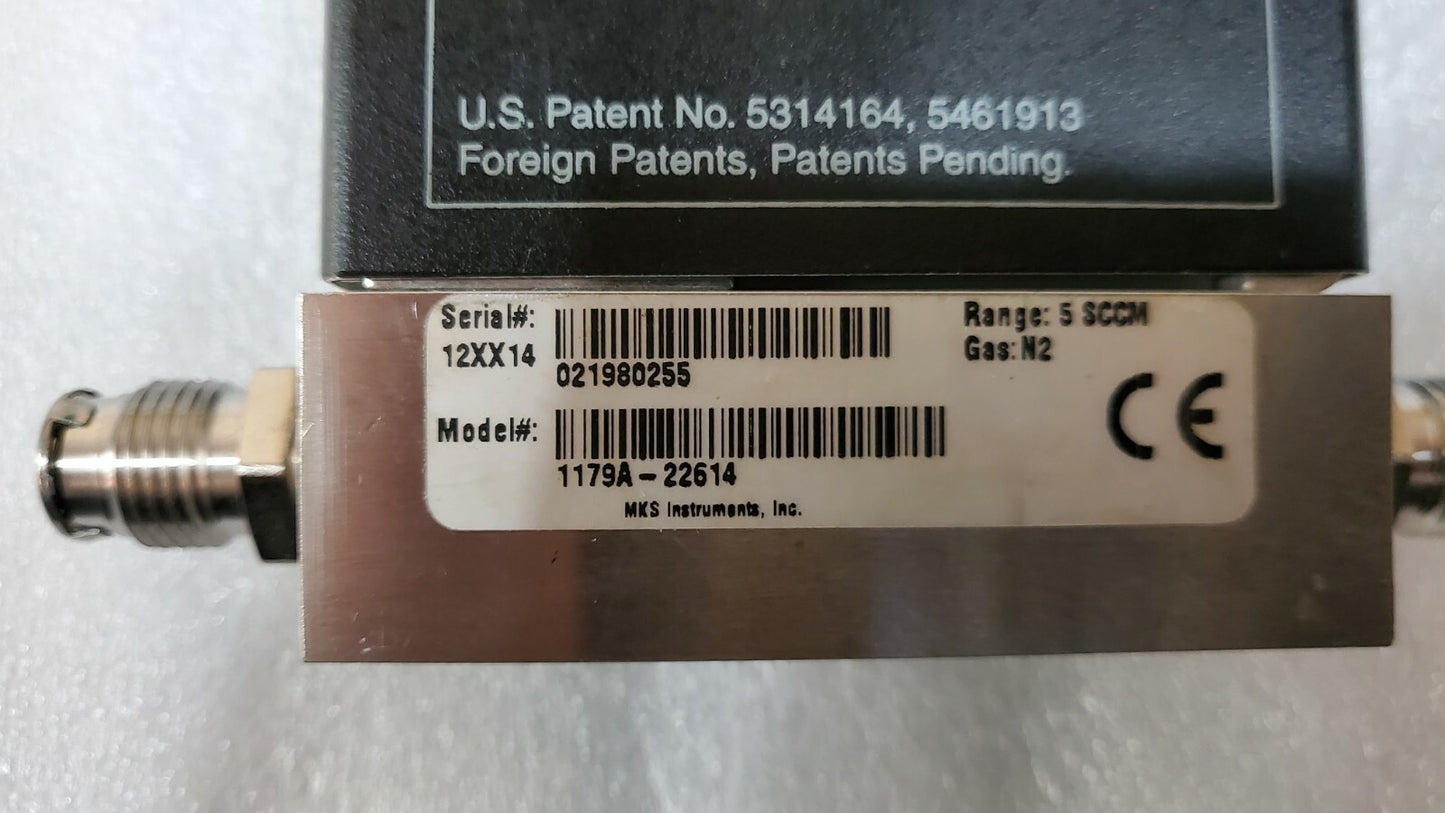 U.S. Patent No. 5314164, 5461913
Foreign Patents, Patents Pending.
Serial#:
12XX14
021980255
Range: 5 SCCM
Gas: N2
CE
Model#:
1179A-22614
MKS Instruments, Inc.